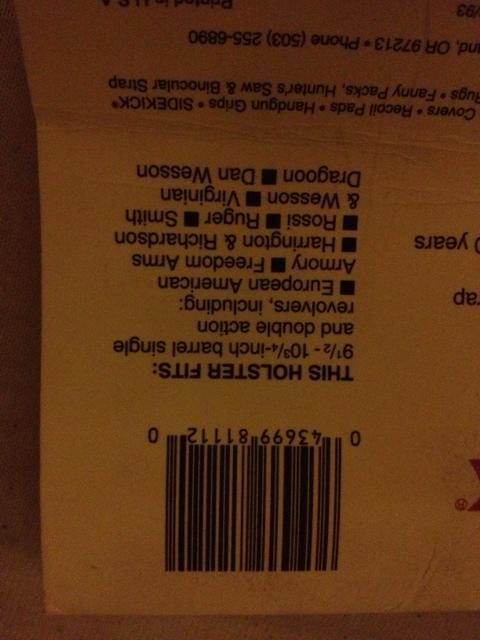 X®
0 43699 81112 0
THIS HOLSTER FITS:
9½ - 10¾-inch barrel single
and double action
revolvers, including:
■ European American
Armory ■ Freedom Arms
■ Harrington & Richardson
■ Rossi ■ Ruger ■ Smith
& Wesson ■ Virginian
Dragoon ■ Dan Wesson
rap
0 years
Covers • Recoil Pads • Handgun Grips • SIDEKICK®
Rugs • Fanny Packs, Hunter's Saw & Binocular Strap
nd, OR 97213 • Phone (503) 255-6890
/93 Printed in U.S.A